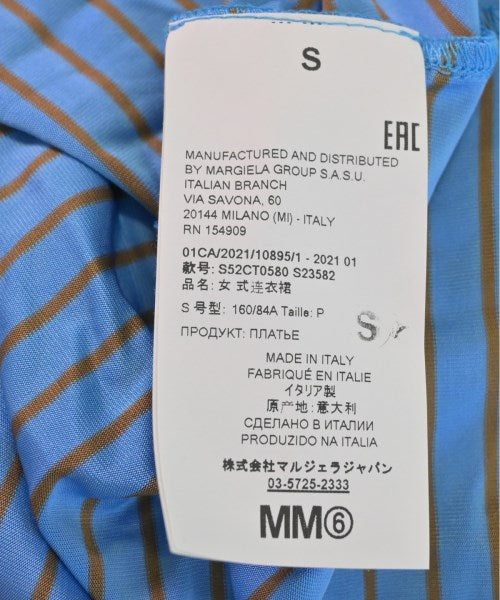 S
EAC
MANUFACTURED AND DISTRIBUTED
BY MARGIELA GROUP S.A.S.U.
ITALIAN BRANCH
VIA SAVONA, 60
20144 MILANO (MI) - ITALY
RN 154909
01CA/2021/10895/1 - 2021 01
款号: S52CT0580 S23582
品名: 女 式连衣裙
S 号型: 160/84A Taille: P
ПРОДУКТ: ПЛАТЬЕ
S
MADE IN ITALY
FABRIQUÉ EN ITALIE
イタリア製
原产地: 意大利
СДЕЛАНО В ИТАЛИИ
PRODUZIDO NA ITALIA
株式会社マルジェラジャパン
03-5725-2333
MM⑥